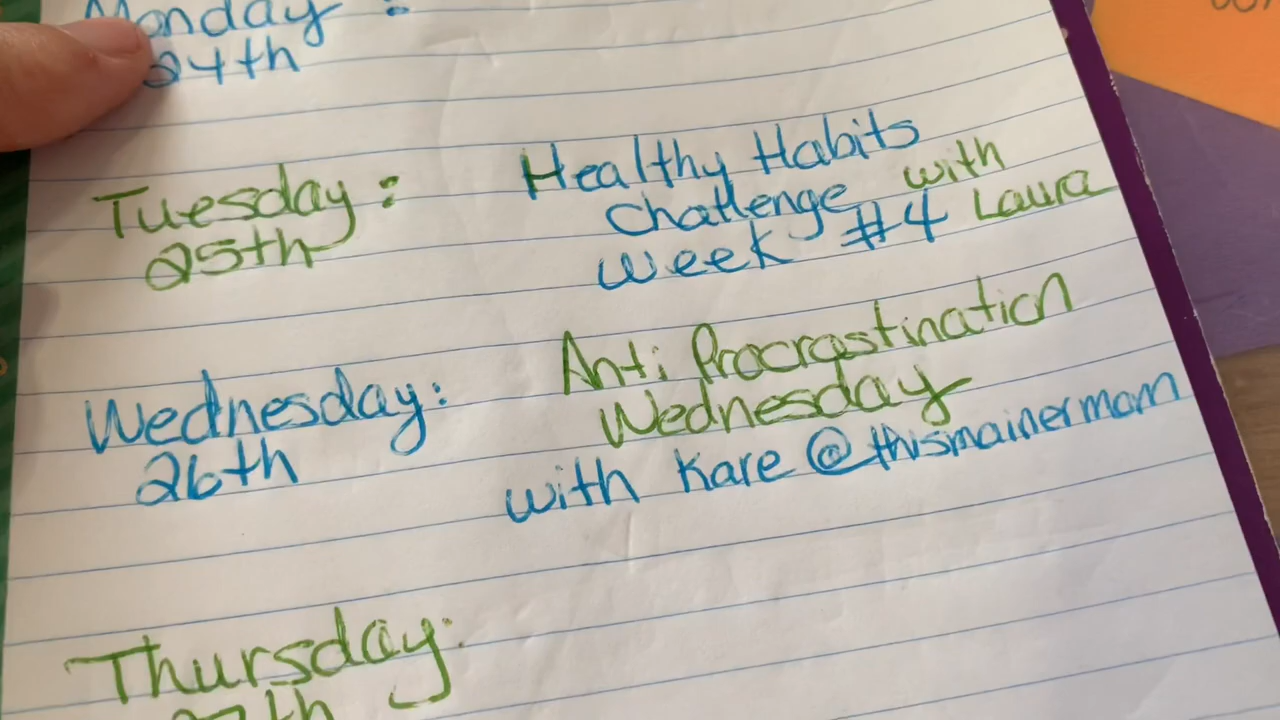 Monday :
24th
Tuesday : Healthy Habits
25th Challenge with
week #4 Laura
Wednesday: Anti Procrastination
26th Wednesday
with Kare @thismainermom
Thursday:
27th